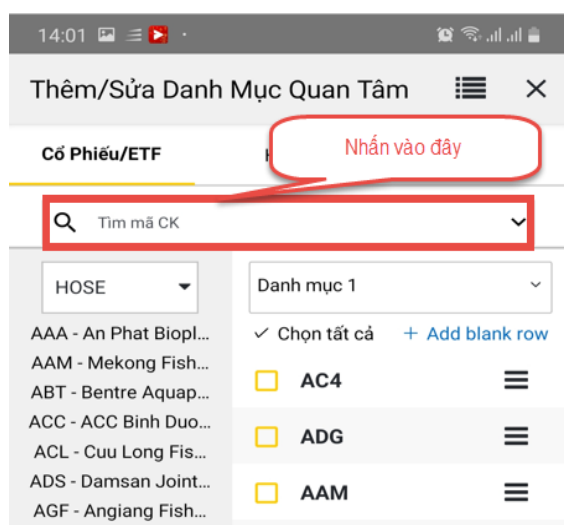 14:01
Thêm/Sửa Danh Mục Quan Tâm
Cổ Phiếu/ETF
Nhấn vào đây
Tìm mã CK
HOSE
Danh mục 1
AAA - An Phat Biopl...
Chọn tất cả
+ Add blank row
AAM - Mekong Fish...
AC4
ABT - Bentre Aquap...
ACC - ACC Binh Duo...
ADG
ACL - Cuu Long Fis...
ADS - Damsan Joint...
AAM
AGF - Angiang Fish...